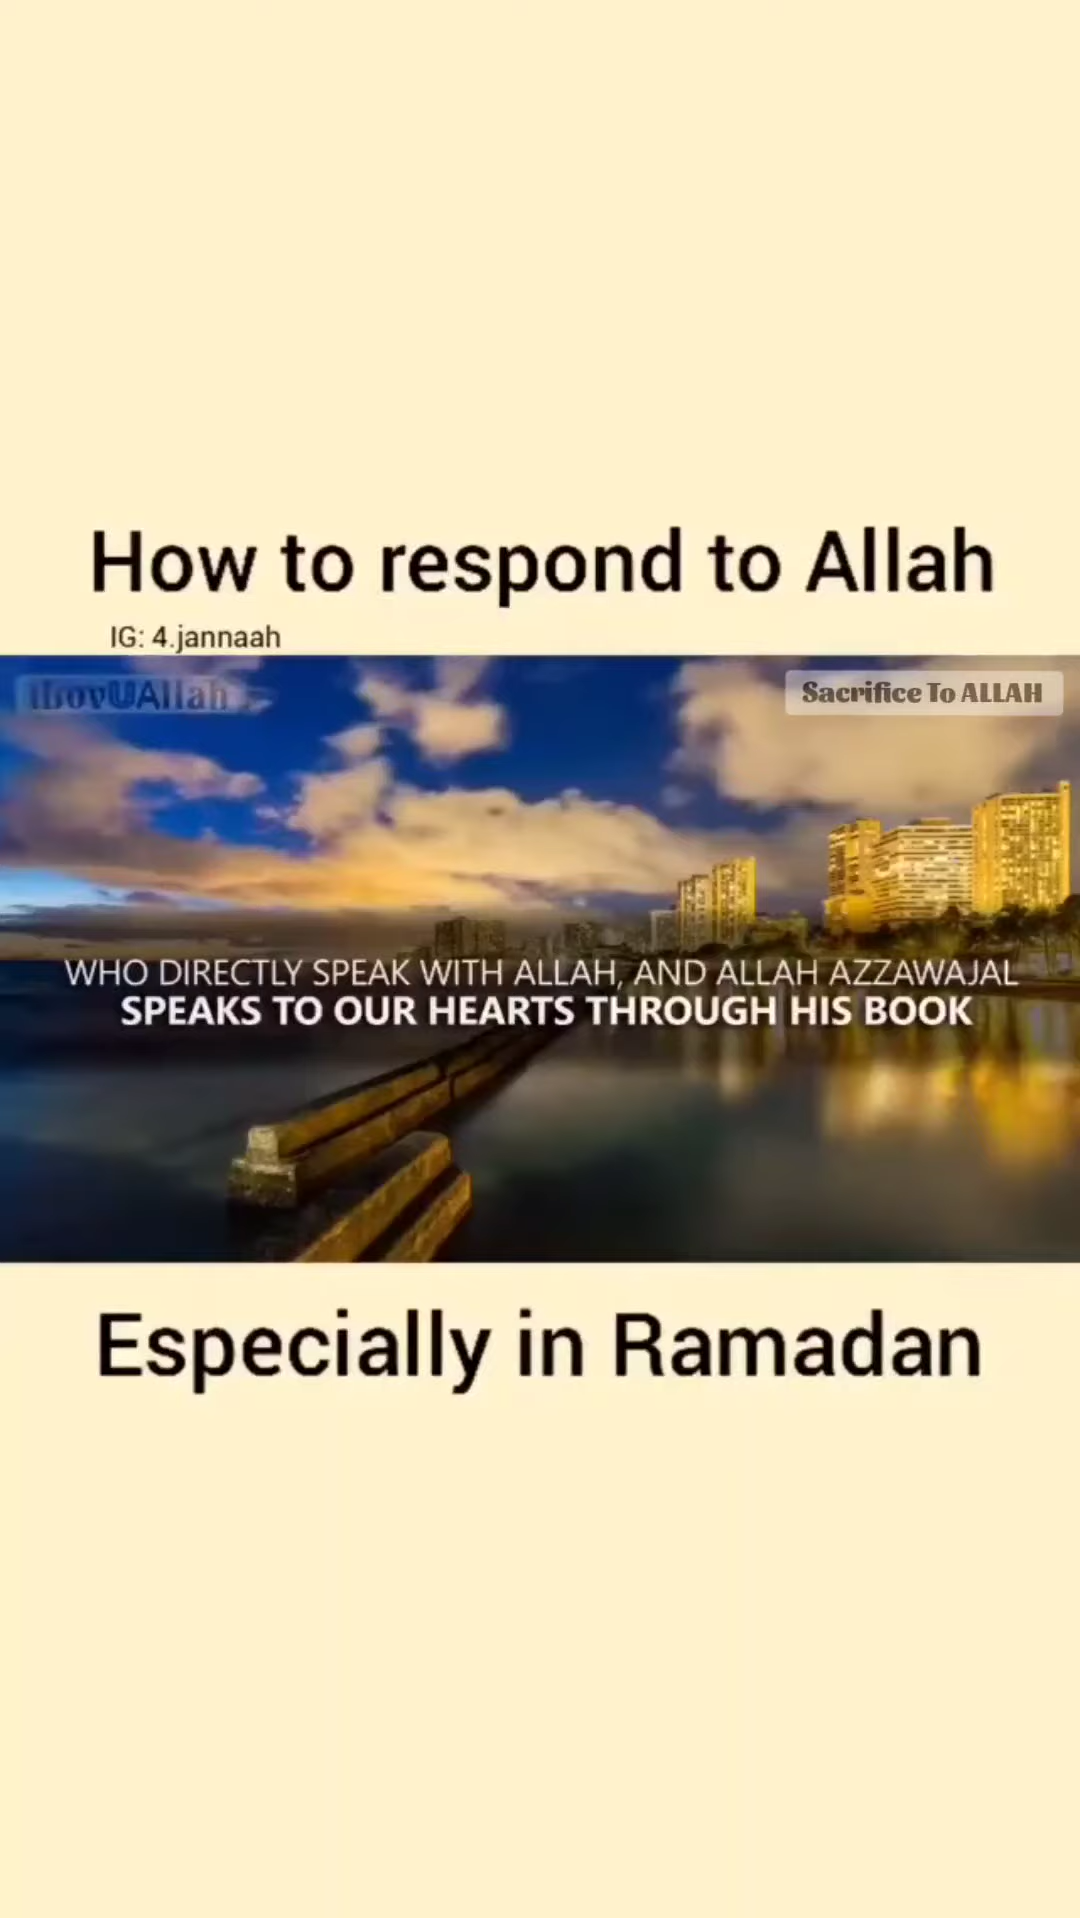 How to respond to Allah
IG: 4.jannaah
iLovUAllah
Sacrifice To ALLAH
WHO DIRECTLY SPEAK WITH ALLAH, AND ALLAH AZZAWAJAL
SPEAKS TO OUR HEARTS THROUGH HIS BOOK
Especially in Ramadan